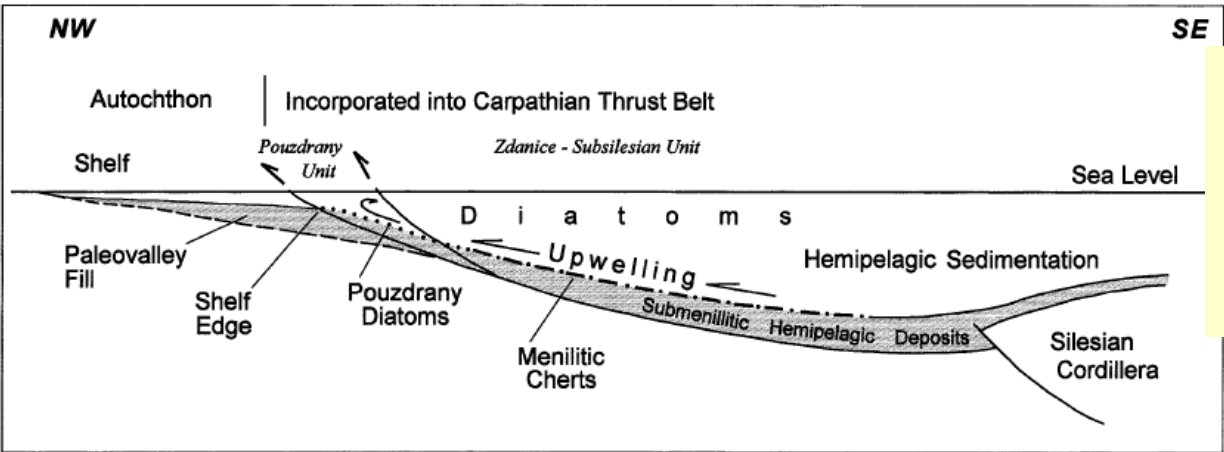 NW
SE
Autochthon
Incorporated into Carpathian Thrust Belt
Pouzdrany
Unit
Zdanice - Subsilesian Unit
Shelf
Sea Level
Diatoms
Upwelling
Hemipelagic Sedimentation
Paleovalley
Fill
Shelf
Edge
Pouzdrany
Diatoms
Menilitic
Cherts
Submenillitic Hemipelagic Deposits
Silesian
Cordillera